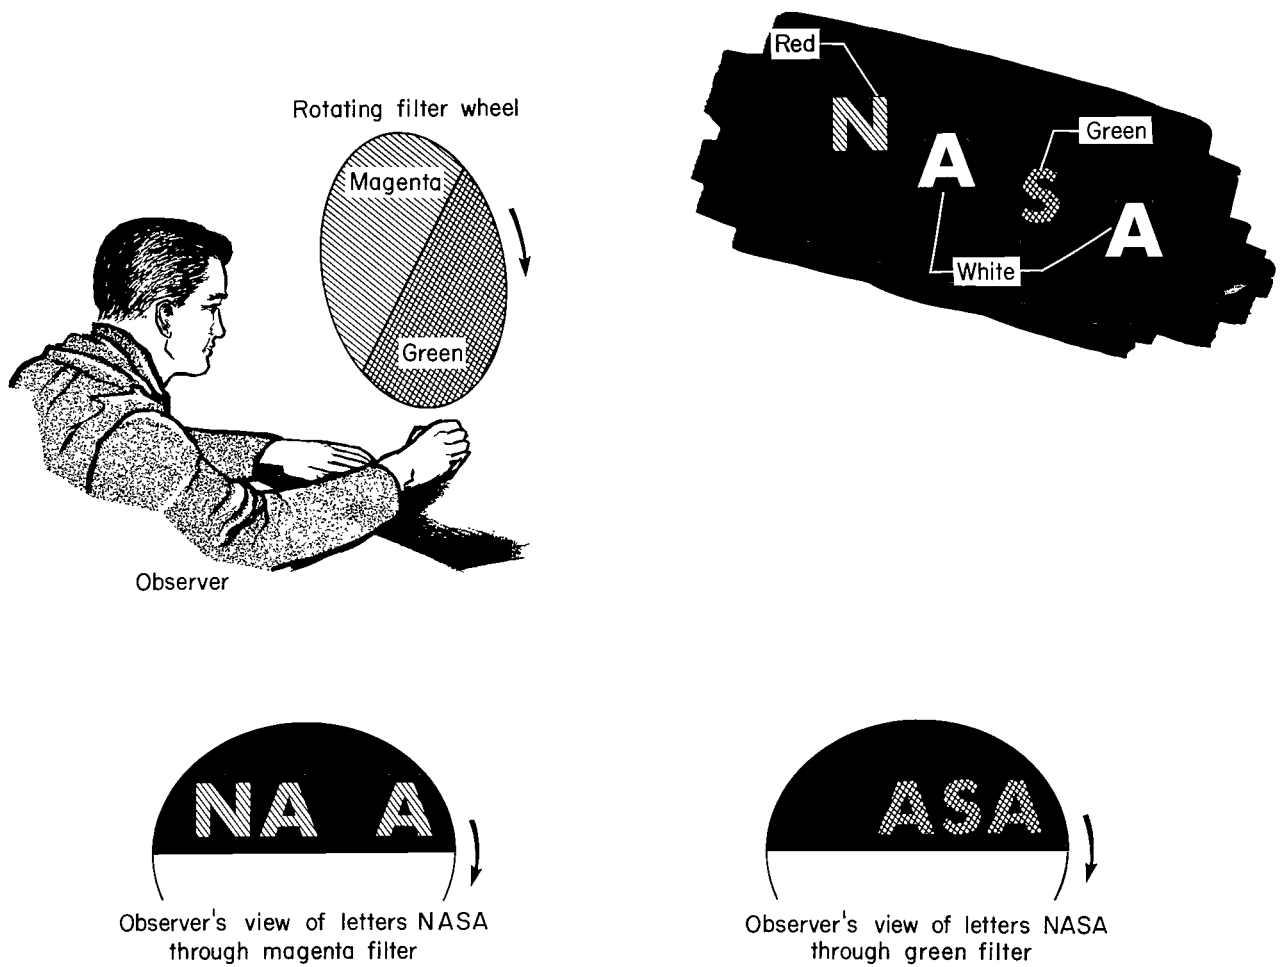 Red
Rotating filter wheel
N
Green
A
Magenta
S
A
White
Green
Observer
NA A
ASA
Observer's view of letters NASA
through magenta filter
Observer's view of letters NASA
through green filter